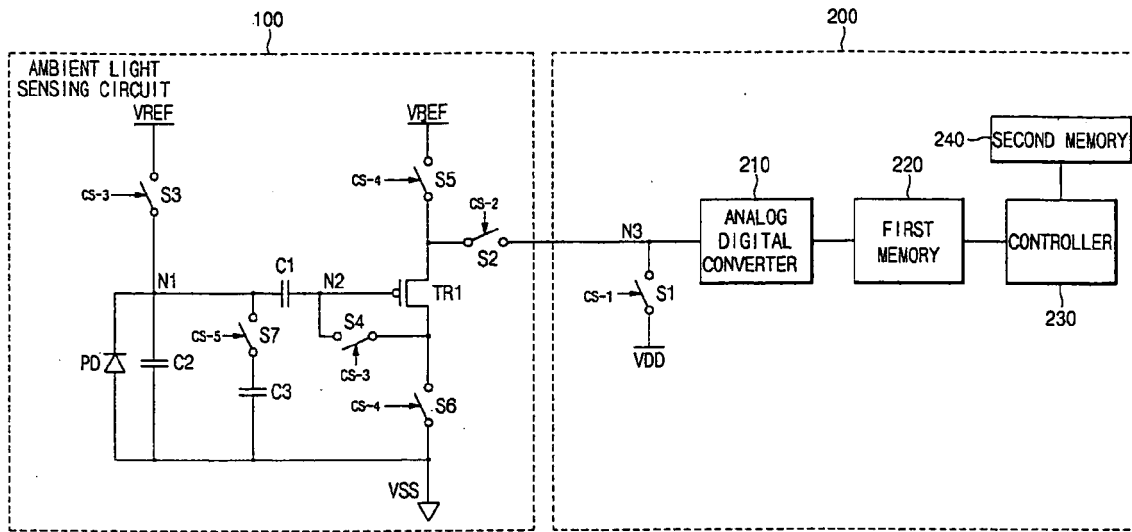 100
200
AMBIENT LIGHT
SENSING CIRCUIT
VREF
VREF
240
SECOND MEMORY
CS-3
S3
CS-4
S5
CS-2
S2
210
220
N3
ANALOG
DIGITAL
CONVERTER
FIRST
MEMORY
CONTROLLER
230
N1
C1
N2
TR1
CS-1
S1
VDD
CS-5
S7
S4
CS-3
PD
C2
C3
CS-4
S6
VSS